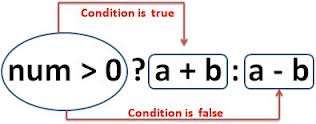 Condition is true
num > 0 ? a + b : a - b
Condition is false